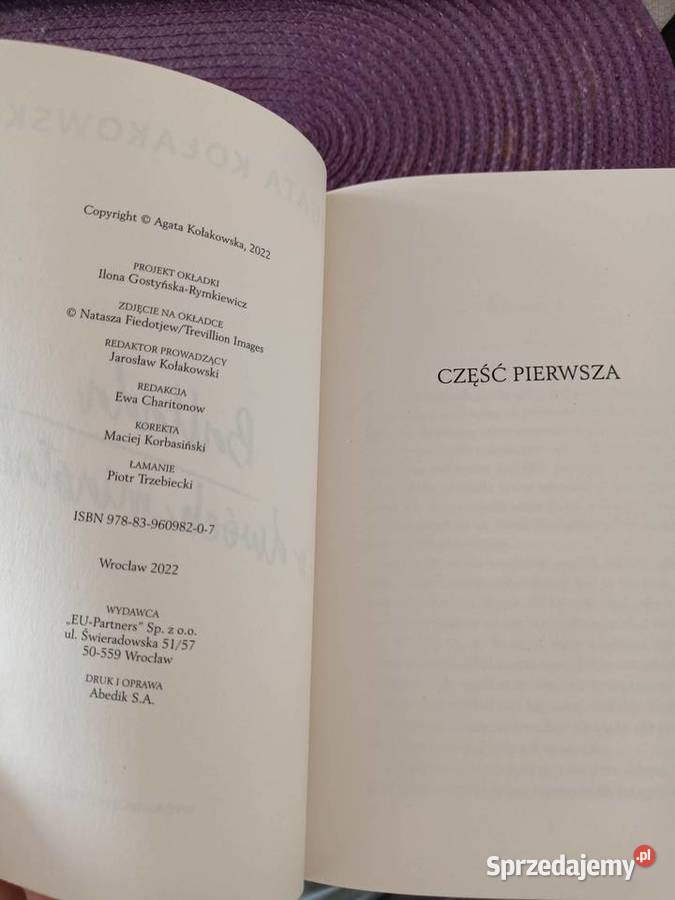 Copyright © Agata Kołakowska, 2022
PROJEKT OKŁADKI
Ilona Gostyńska-Rymkiewicz
ZDJĘCIE NA OKŁADCE
© Natasza Fiedotjew/Trevillion Images
REDAKTOR PROWADZĄCY
Jarosław Kołakowski
REDAKCJA
Ewa Charitonow
KOREKTA
Maciej Korbasiński
ŁAMANIE
Piotr Trzebiecki
ISBN 978-83-960982-0-7
Wrocław 2022
WYDAWCA
„EU-Partners" Sp. z o.o.
ul. Świeradowska 51/57
50-559 Wrocław
DRUK I OPRAWA
Abedik S.A.
CZĘŚĆ PIERWSZA
Sprzedajemy.pl